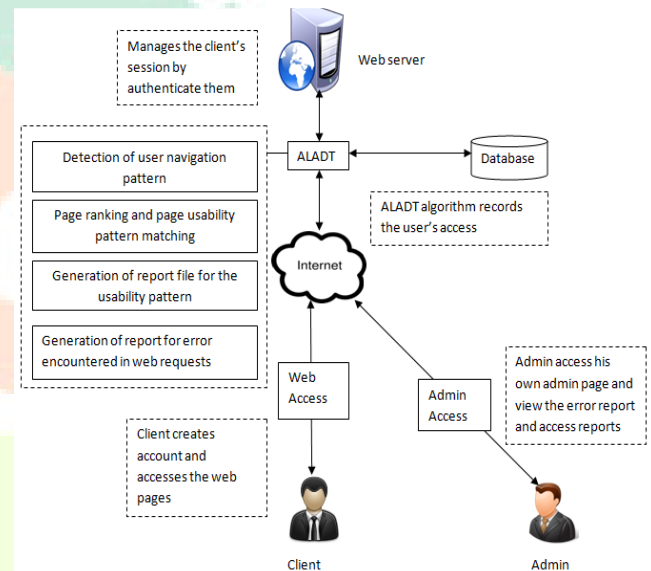 Manages the client's
session by
authenticate them
Web server
Detection of user navigation
pattern
Page ranking and page usability
pattern matching
Generation of report file for the
usability pattern
Generation of report for error
encountered in web requests
ALADT
Database
ALADT algorithm records
the user's access
Internet
Web
Access
Admin
Access
Admin access his
own admin page and
view the error report
and access reports
Client creates
account and
accesses the web
pages
Client
Admin